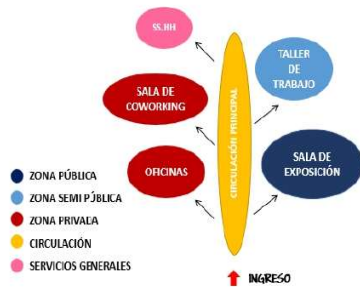 SS.HH
TALLER
DE
TRABAJO
SALA DE
COWORKING
CIRCULACIÓN PRINCIPAL
OFICINAS
SALA DE
EXPOSICIÓN
ZONA PÚBLICA
ZONA SEMI PÚBLICA
ZONA PRIVADA
CIRCULACIÓN
SERVICIOS GENERALES
INGRESO